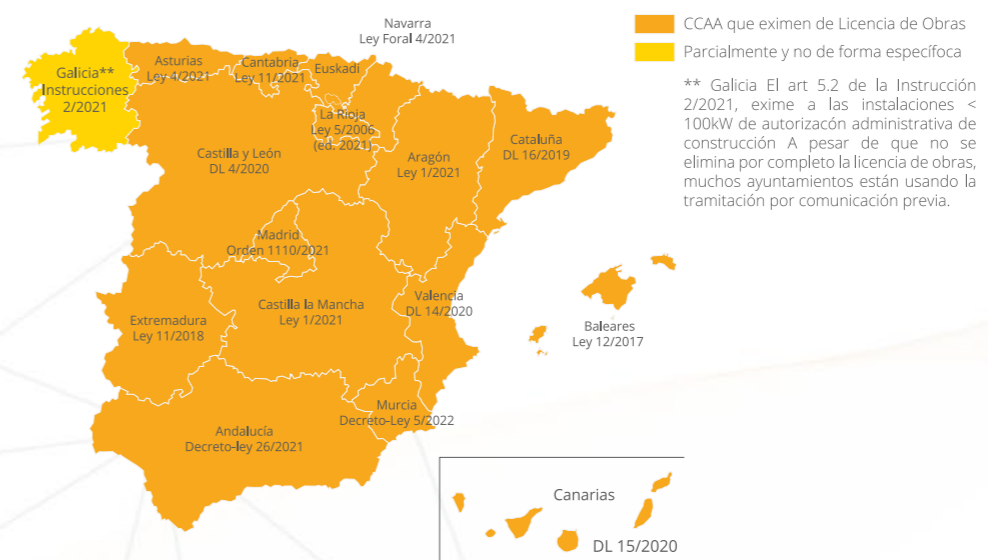 Navarra
Ley Foral 4/2021
CCAA que eximen de Licencia de Obras
Parcialmente y no de forma específoca
** Galicia El art 5.2 de la Instrucción
2/2021, exime a las instalaciones <
100kW de autorizacón administrativa de
construcción A pesar de que no se
elimina por completo la licencia de obras,
muchos ayuntamientos están usando la
tramitación por comunicación previa.
Galicia**
Instrucciones
2/2021
Asturias
Ley 4/2021
Cantabria
Ley 11/2021
Euskadi
La Rioja
Ley 5/2006
(ed. 2021)
Castilla y León
DL 4/2020
Aragón
Ley 1/2021
Cataluña
DL 16/2019
Madrid
Orden 1110/2021
Castilla la Mancha
Ley 1/2021
Valencia
DL 14/2020
Baleares
Ley 12/2017
Extremadura
Ley 11/2018
Murcia
Decreto-Ley 5/2022
Andalucía
Decreto-ley 26/2021
Canarias
DL 15/2020